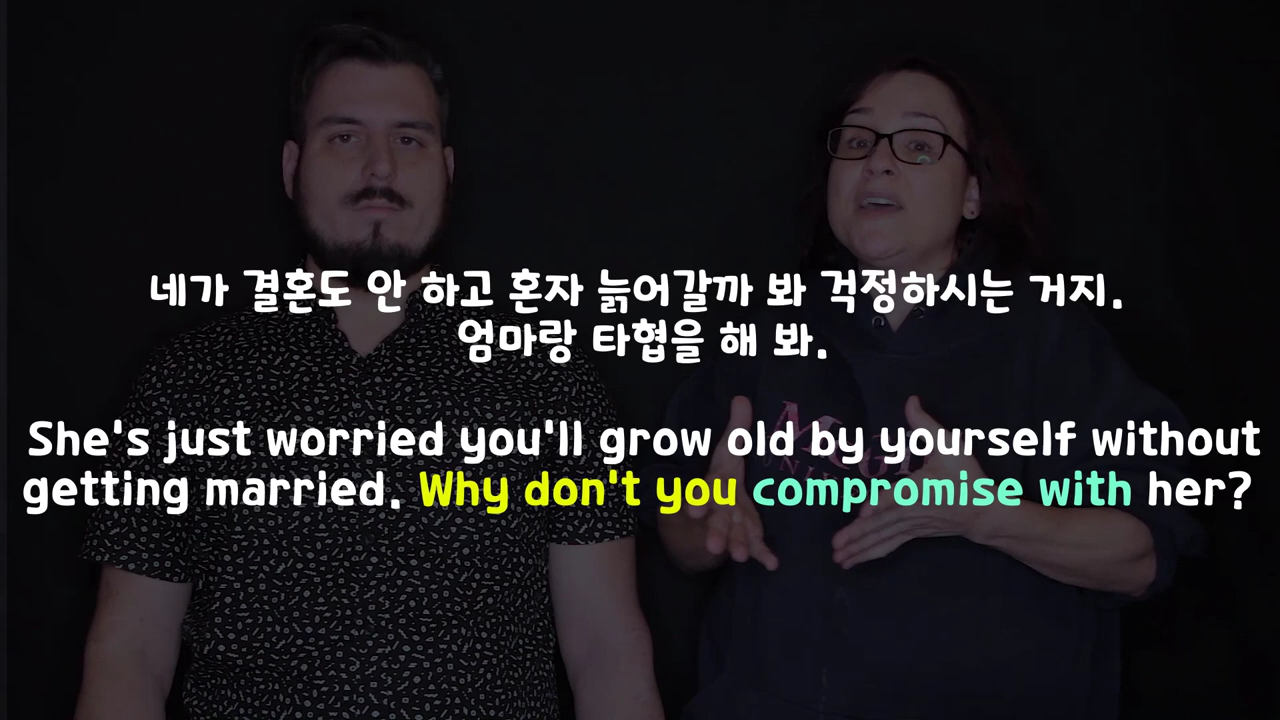 네가 결혼도 안 하고 혼자 늙어갈까 봐 걱정하시는 거지.
엄마랑 타협을 해 봐.
She's just worried you'll grow old by yourself without
getting married. Why don't you compromise with her?